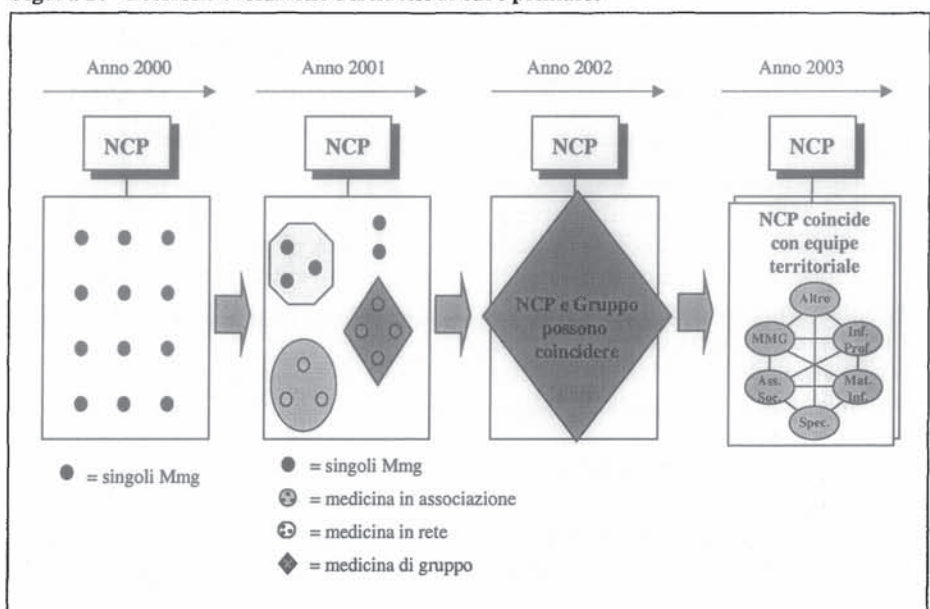 Anno 2000
Anno 2001
Anno 2002
Anno 2003
NCP
NCP
NCP
NCP
NCP e Gruppo
possono
coincidere
NCP coincide
con equipe
territoriale
Altro
MMG
Inf.
Prof.
Ass.
Soc.
Mat.
Inf.
Spec.
= singoli Mmg
= singoli Mmg
= medicina in associazione
= medicina in rete
= medicina di gruppo